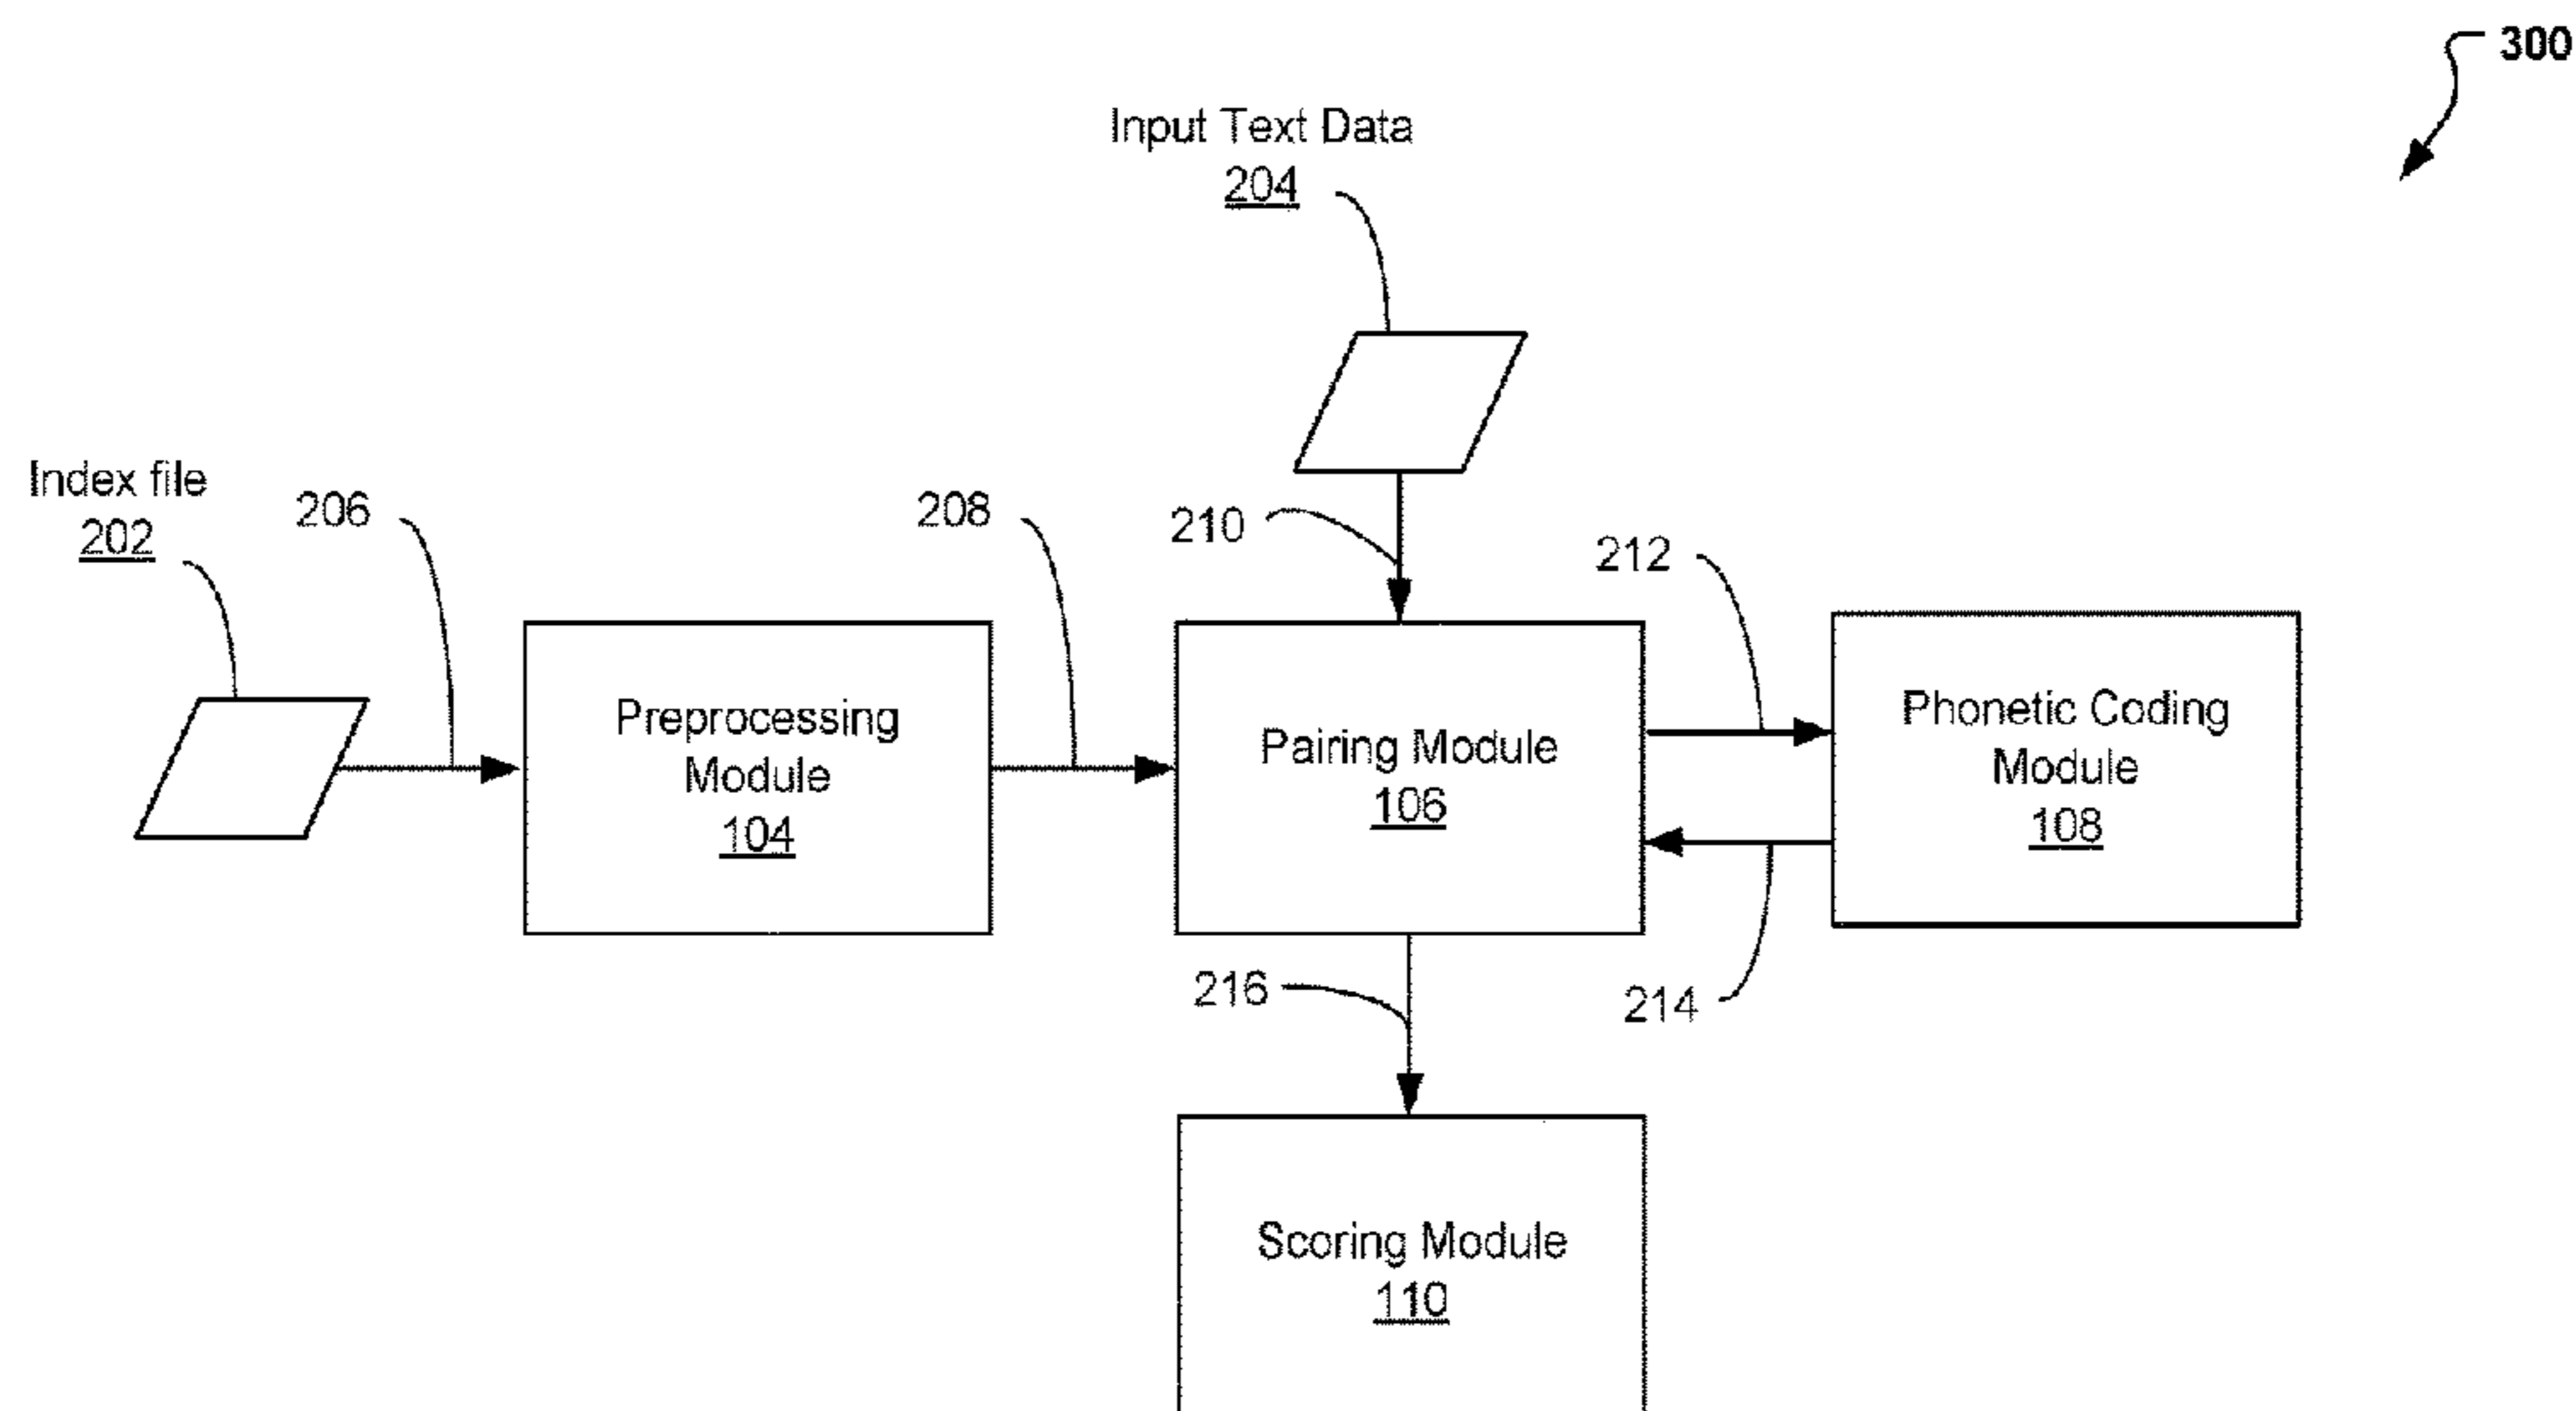 300
Input Text Data
204
Index file
202
206
208
210
212
Preprocessing
Module
104
Pairing Module
106
Phonetic Coding
Module
108
216
214
Scoring Module
110